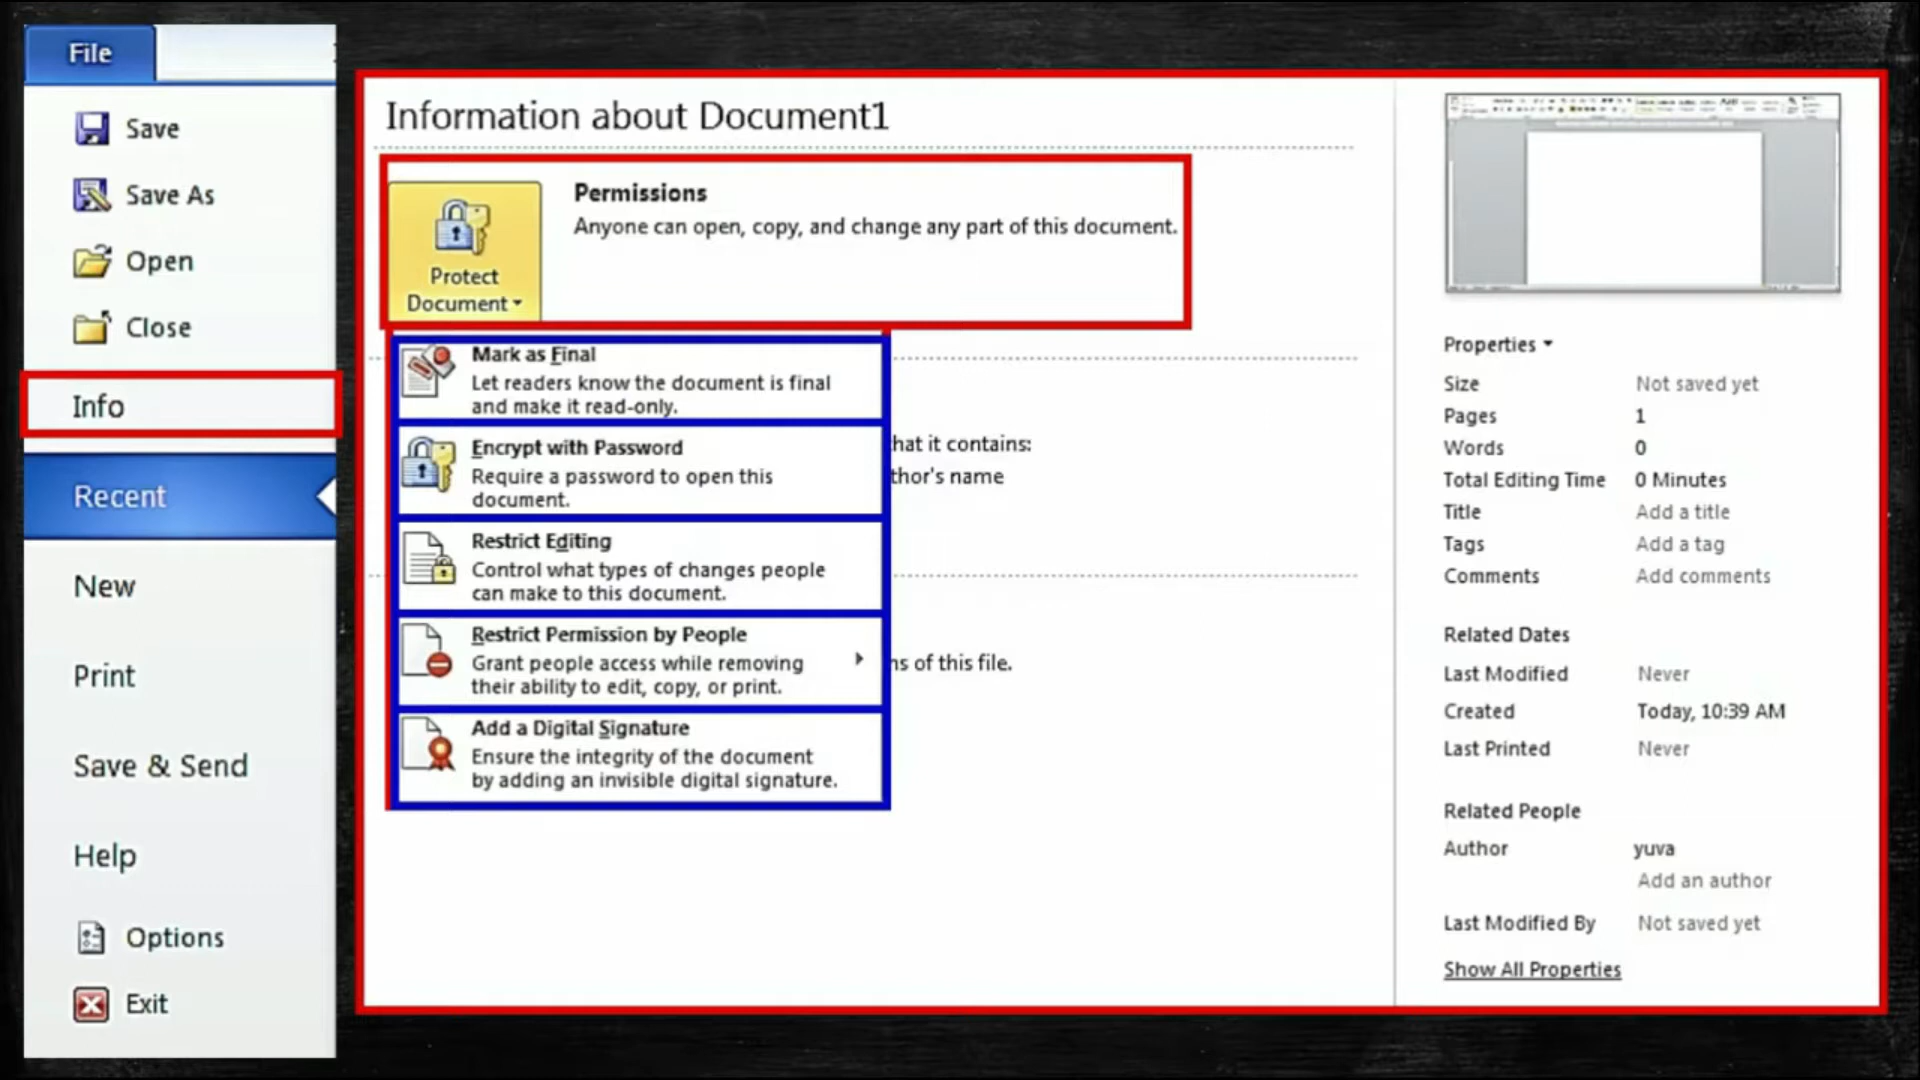 File
Save
Save As
Open
Close
Info
Recent
New
Print
Save & Send
Help
Options
Exit
Information about Document1
Protect
Document
Permissions
Anyone can open, copy, and change any part of this document.
Mark as Final
Let readers know the document is final
and make it read-only.
Encrypt with Password
Require a password to open this
document.
Restrict Editing
Control what types of changes people
can make to this document.
Restrict Permission by People
Grant people access while removing
their ability to edit, copy, or print.
Add a Digital Signature
Ensure the integrity of the document
by adding an invisible digital signature.
that it contains:
thor's name
ns of this file.
Properties
Size Not saved yet
Pages 1
Words 0
Total Editing Time 0 Minutes
Title Add a title
Tags Add a tag
Comments Add comments
Related Dates
Last Modified Never
Created Today, 10:39 AM
Last Printed Never
Related People
Author yuva
Add an author
Last Modified By Not saved yet
Show All Properties